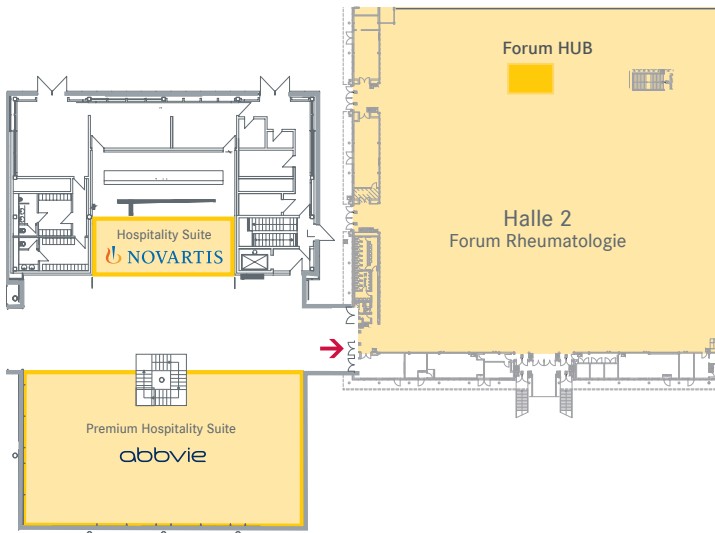 Forum HUB
Halle 2
Forum Rheumatologie
Hospitality Suite
NOVARTIS
Premium Hospitality Suite
abbvie